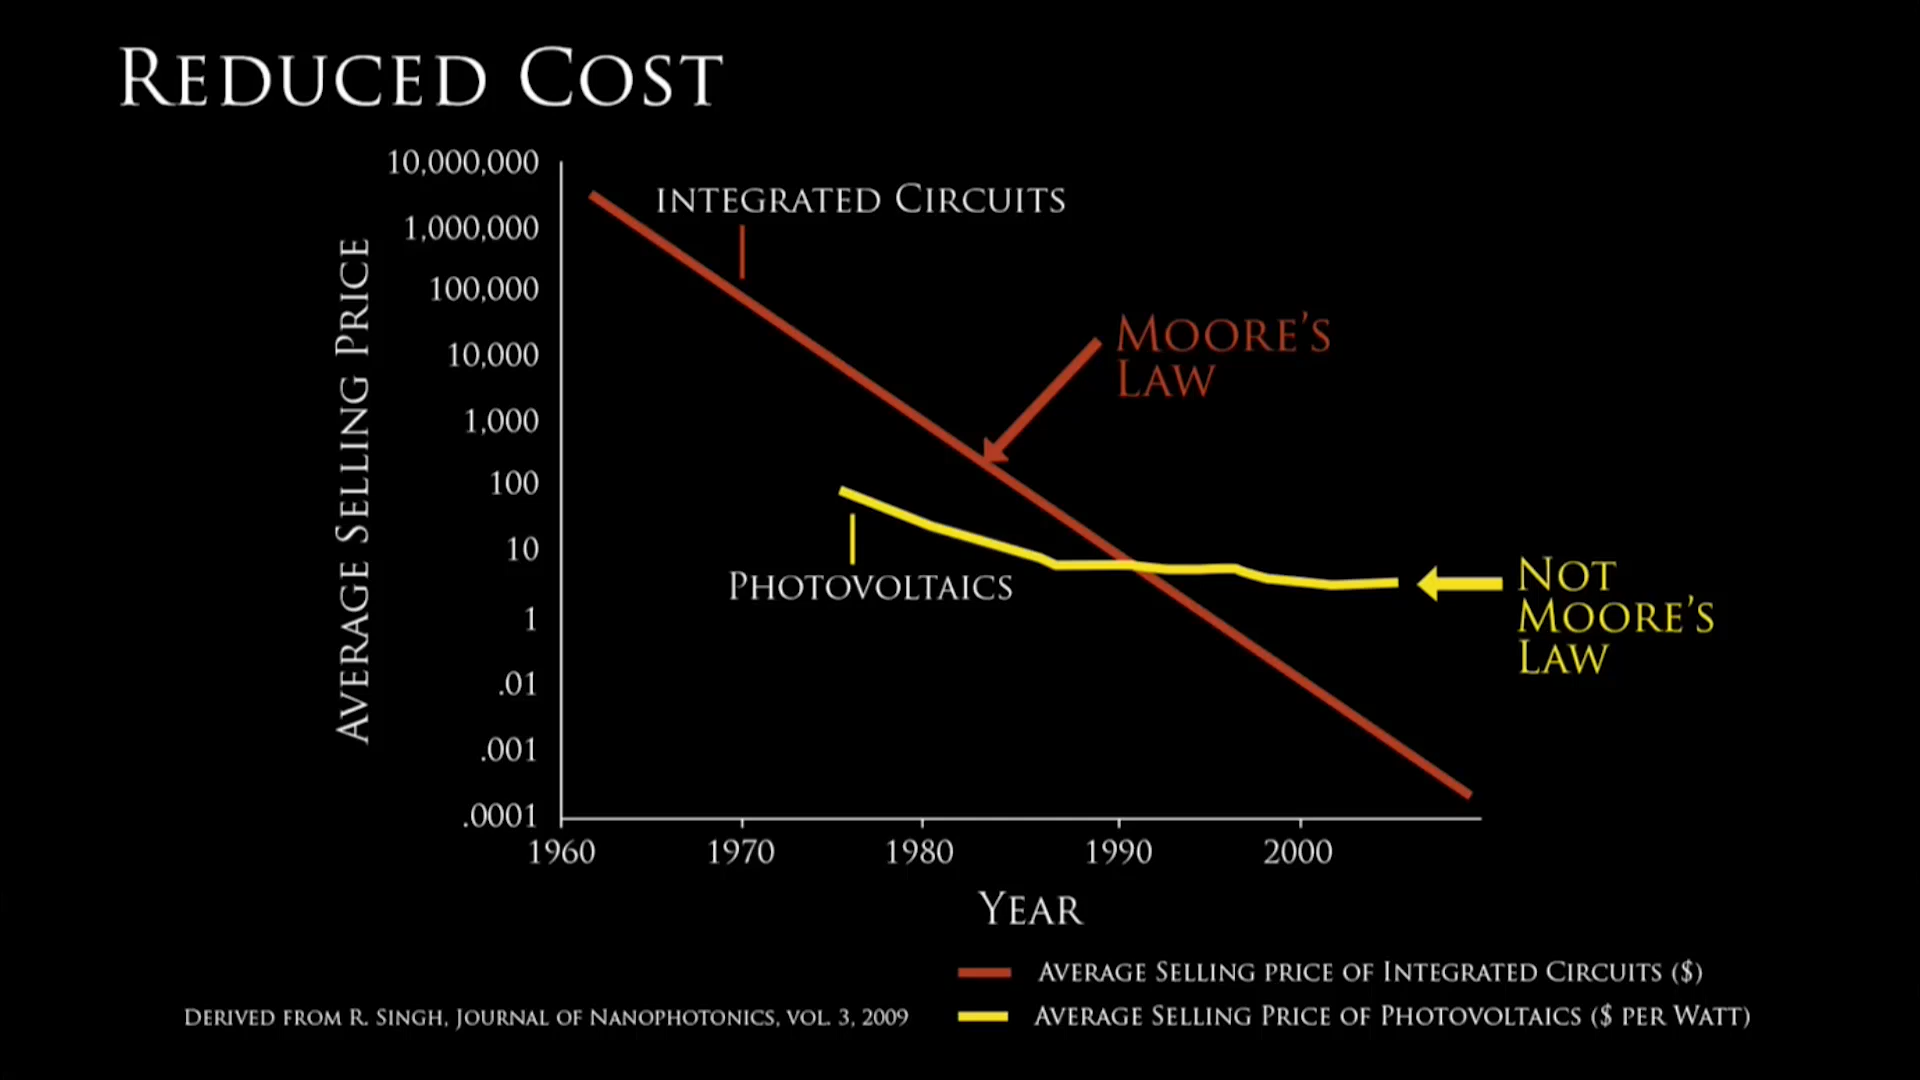 REDUCED COST
10,000,000
1,000,000
100,000
10,000
1,000
100
10
1
.01
.001
.0001
AVERAGE SELLING PRICE
INTEGRATED CIRCUITS
MOORE'S
LAW
PHOTOVOLTAICS
NOT
MOORE'S
LAW
1960 1970 1980 1990 2000
YEAR
AVERAGE SELLING PRICE OF INTEGRATED CIRCUITS ($)
AVERAGE SELLING PRICE OF PHOTOVOLTAICS ($ PER WATT)
DERIVED FROM R. SINGH, JOURNAL OF NANOPHOTONICS, VOL. 3, 2009